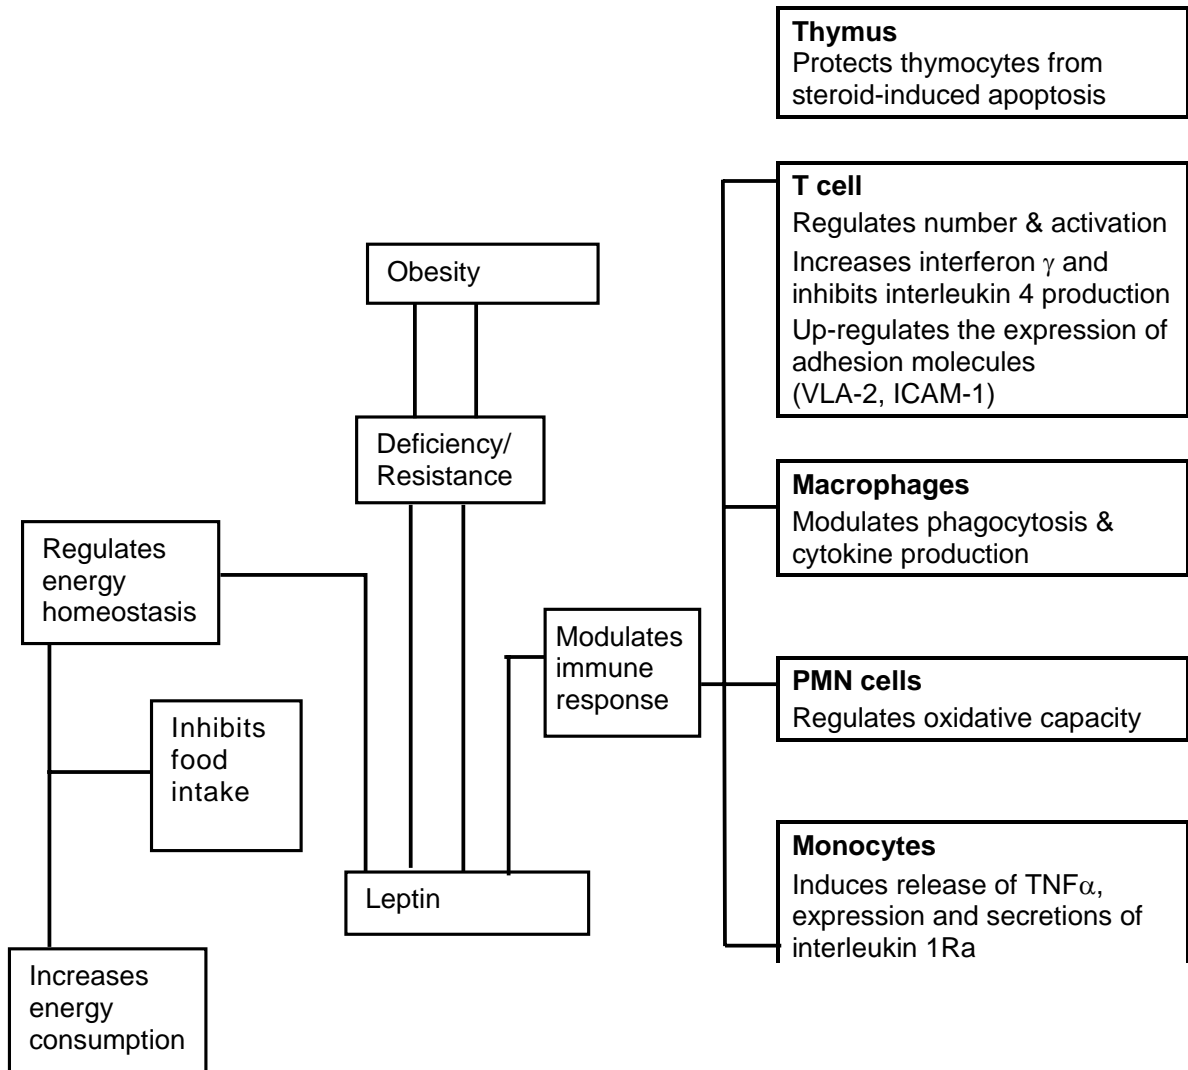 Thymus
Protects thymocytes from
steroid-induced apoptosis
T cell
Regulates number & activation
Increases interferon γ and
inhibits interleukin 4 production
Up-regulates the expression of
adhesion molecules
(VLA-2, ICAM-1)
Obesity
Deficiency/
Resistance
Macrophages
Modulates phagocytosis &
cytokine production
Regulates
energy
homeostasis
Modulates
immune
response
PMN cells
Regulates oxidative capacity
Inhibits
food
intake
Monocytes
Induces release of TNFα,
expression and secretions of
interleukin 1Ra
Leptin
Increases
energy
consumption